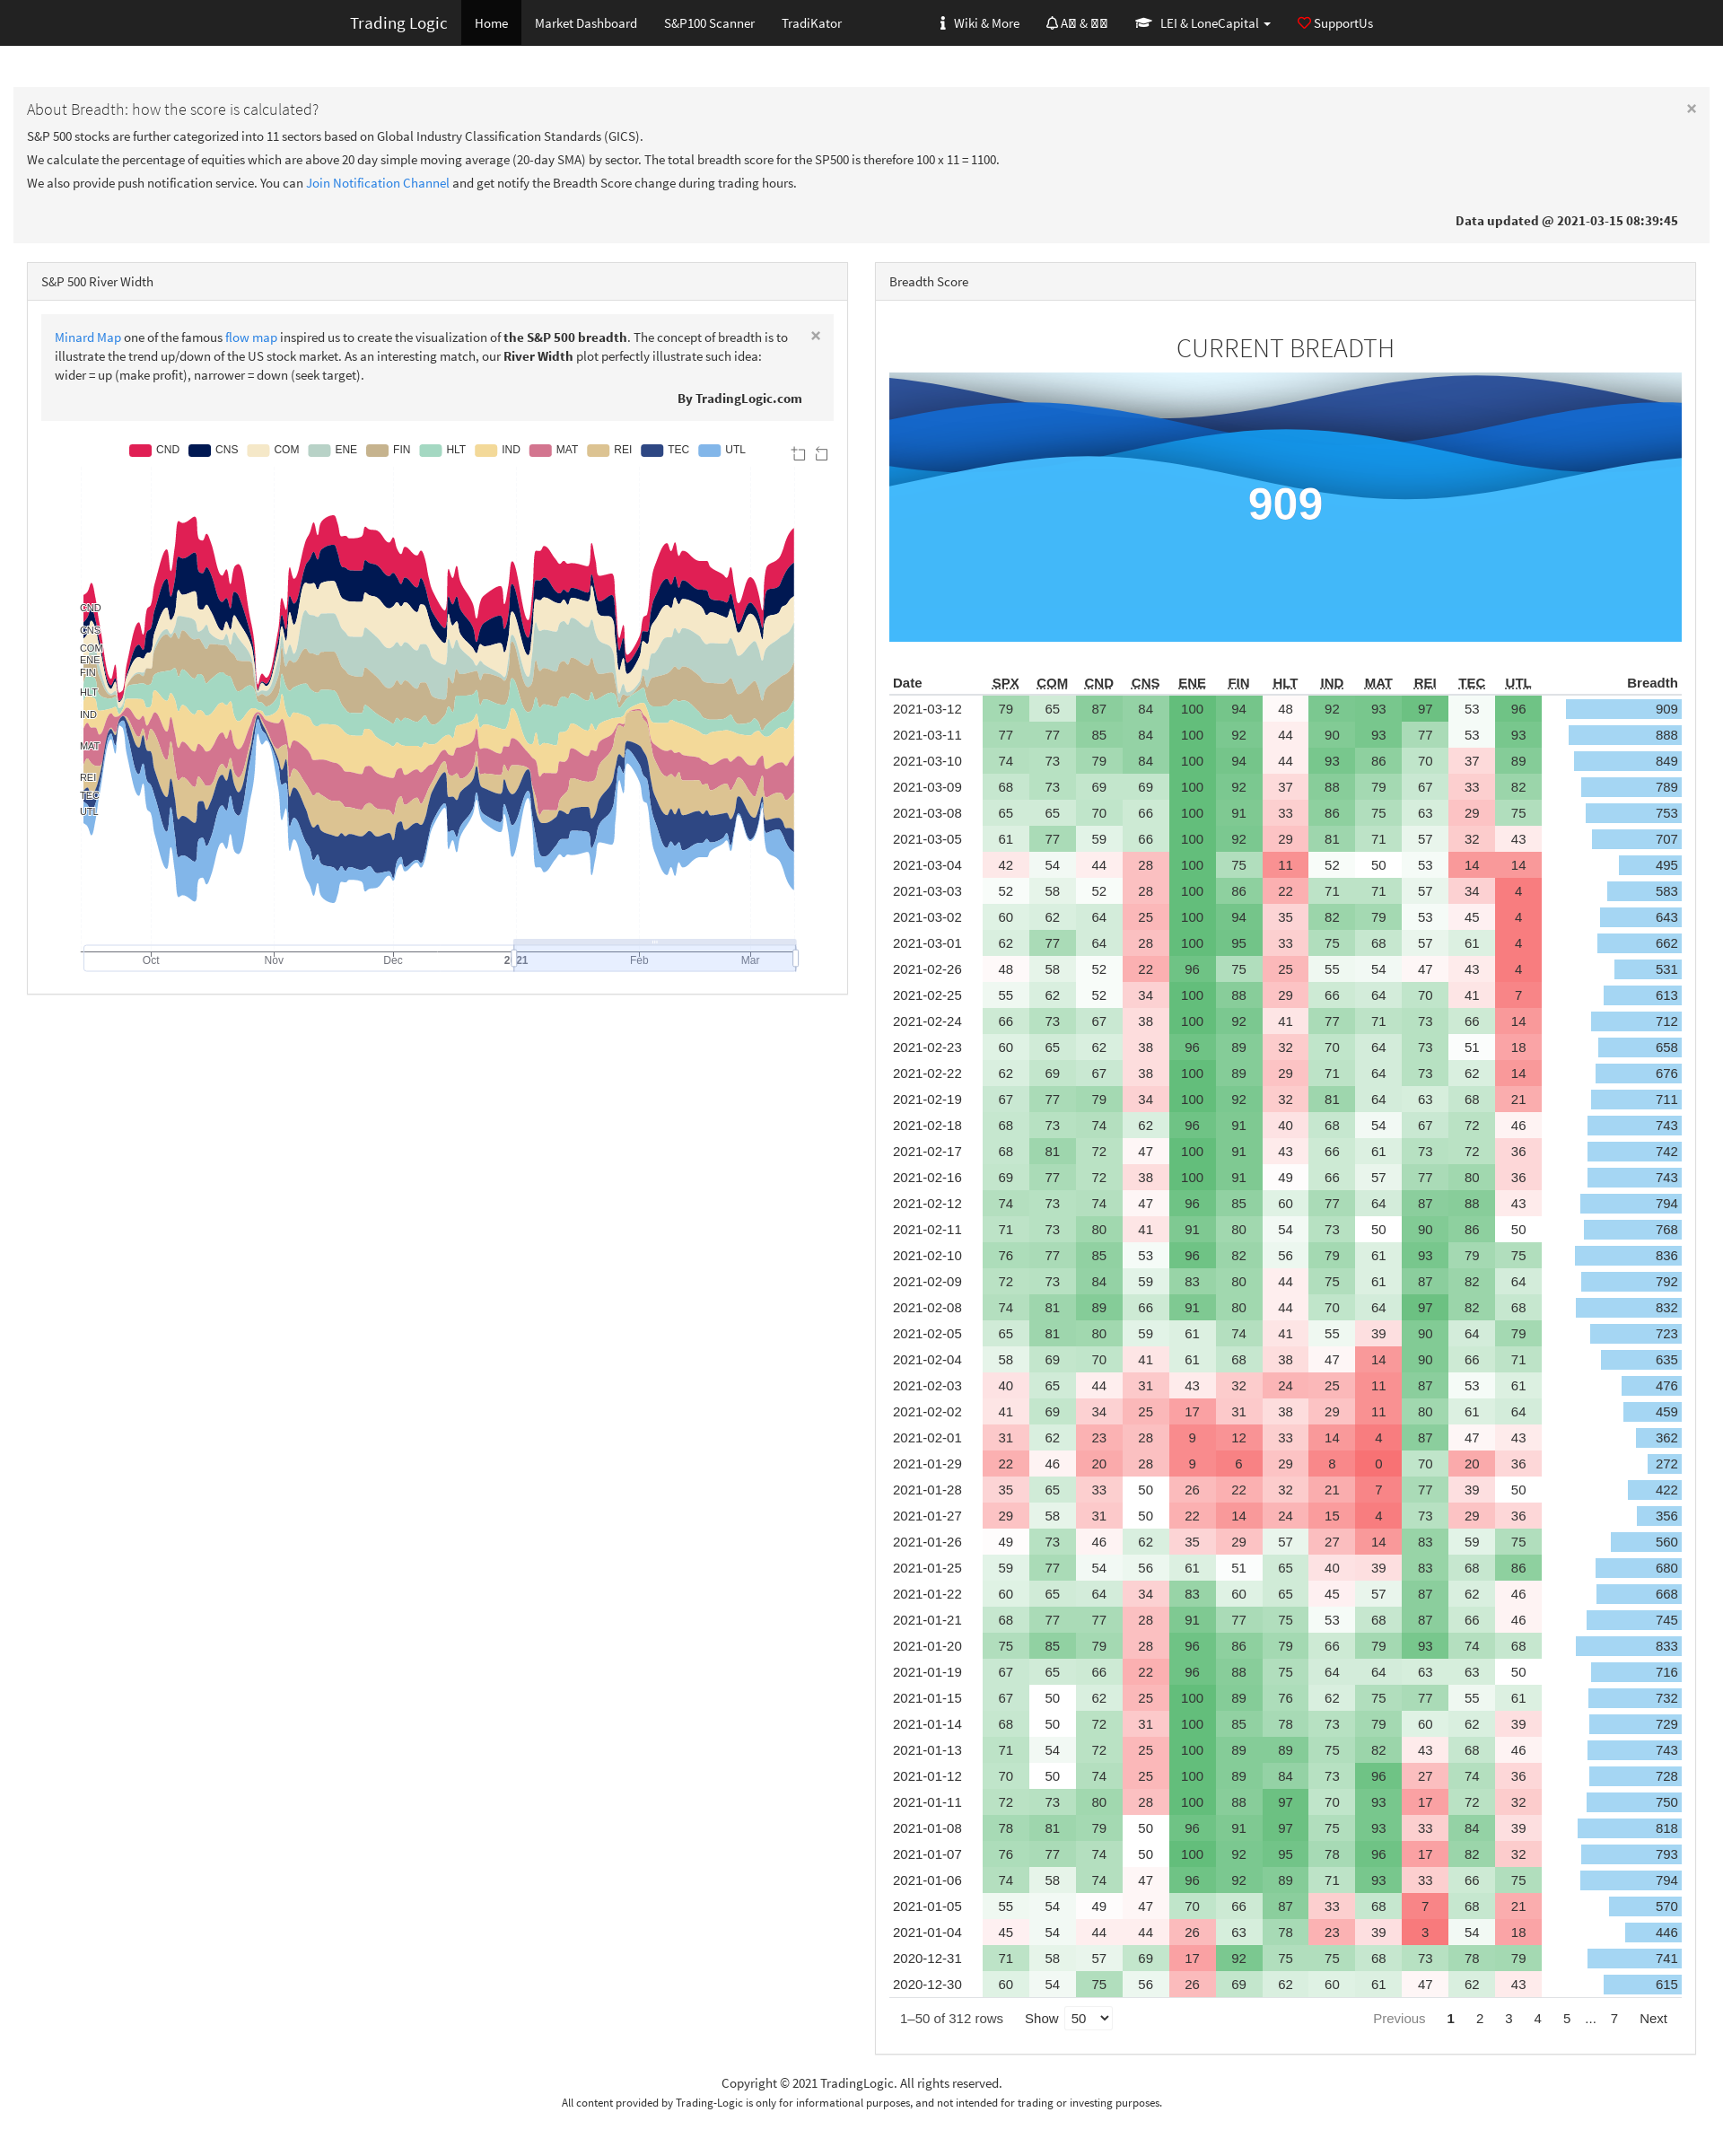 Trading Logic Home Market Dashboard S&P100 Scanner TradiKator Wiki & More A & LEI & LoneCapital SupportUs
About Breadth: how the score is calculated? ×
S&P 500 stocks are further categorized into 11 sectors based on Global Industry Classification Standards (GICS).
We calculate the percentage of equities which are above 20 day simple moving average (20-day SMA) by sector. The total breadth score for the SP500 is therefore 100 x 11 = 1100.
We also provide push notification service. You can Join Notification Channel and get notify the Breadth Score change during trading hours.
Data updated @ 2021-03-15 08:39:45
S&P 500 River Width
Minard Map one of the famous flow map inspired us to create the visualization of the S&P 500 breadth. The concept of breadth is to ×
illustrate the trend up/down of the US stock market. As an interesting match, our River Width plot perfectly illustrate such idea:
wider = up (make profit), narrower = down (seek target).
By TradingLogic.com
CND CNS COM ENE FIN HLT IND MAT REI TEC UTL
CND
CNS
COM
ENE
FIN
HLT
IND
MAT
REI
TEC
UTL
Oct Nov Dec 2021 Feb Mar
Breadth Score
CURRENT BREADTH
909
Date SPX COM CND CNS ENE FIN HLT IND MAT REI TEC UTL Breadth
2021-03-12 79 65 87 84 100 94 48 92 93 97 53 96 909
2021-03-11 77 77 85 84 100 92 44 90 93 77 53 93 888
2021-03-10 74 73 79 84 100 94 44 93 86 70 37 89 849
2021-03-09 68 73 69 69 100 92 37 88 79 67 33 82 789
2021-03-08 65 65 70 66 100 91 33 86 75 63 29 75 753
2021-03-05 61 77 59 66 100 92 29 81 71 57 32 43 707
2021-03-04 42 54 44 28 100 75 11 52 50 53 14 14 495
2021-03-03 52 58 52 28 100 86 22 71 71 57 34 4 583
2021-03-02 60 62 64 25 100 94 35 82 79 53 45 4 643
2021-03-01 62 77 64 28 100 95 33 75 68 57 61 4 662
2021-02-26 48 58 52 22 96 75 25 55 54 47 43 4 531
2021-02-25 55 62 52 34 100 88 29 66 64 70 41 7 613
2021-02-24 66 73 67 38 100 92 41 77 71 73 66 14 712
2021-02-23 60 65 62 38 96 89 32 70 64 73 51 18 658
2021-02-22 62 69 67 38 100 89 29 71 64 73 62 14 676
2021-02-19 67 77 79 34 100 92 32 81 64 63 68 21 711
2021-02-18 68 73 74 62 96 91 40 68 54 67 72 46 743
2021-02-17 68 81 72 47 100 91 43 66 61 73 72 36 742
2021-02-16 69 77 72 38 100 91 49 66 57 77 80 36 743
2021-02-12 74 73 74 47 96 85 60 77 64 87 88 43 794
2021-02-11 71 73 80 41 91 80 54 73 50 90 86 50 768
2021-02-10 76 77 85 53 96 82 56 79 61 93 79 75 836
2021-02-09 72 73 84 59 83 80 44 75 61 87 82 64 792
2021-02-08 74 81 89 66 91 80 44 70 64 97 82 68 832
2021-02-05 65 81 80 59 61 74 41 55 39 90 64 79 723
2021-02-04 58 69 70 41 61 68 38 47 14 90 66 71 635
2021-02-03 40 65 44 31 43 32 24 25 11 87 53 61 476
2021-02-02 41 69 34 25 17 31 38 29 11 80 61 64 459
2021-02-01 31 62 23 28 9 12 33 14 4 87 47 43 362
2021-01-29 22 46 20 28 9 6 29 8 0 70 20 36 272
2021-01-28 35 65 33 50 26 22 32 21 7 77 39 50 422
2021-01-27 29 58 31 50 22 14 24 15 4 73 29 36 356
2021-01-26 49 73 46 62 35 29 57 27 14 83 59 75 560
2021-01-25 59 77 54 56 61 51 65 40 39 83 68 86 680
2021-01-22 60 65 64 34 83 60 65 45 57 87 62 46 668
2021-01-21 68 77 77 28 91 77 75 53 68 87 66 46 745
2021-01-20 75 85 79 28 96 86 79 66 79 93 74 68 833
2021-01-19 67 65 66 22 96 88 75 64 64 63 63 50 716
2021-01-15 67 50 62 25 100 89 76 62 75 77 55 61 732
2021-01-14 68 50 72 31 100 85 78 73 79 60 62 39 729
2021-01-13 71 54 72 25 100 89 89 75 82 43 68 46 743
2021-01-12 70 50 74 25 100 89 84 73 96 27 74 36 728
2021-01-11 72 73 80 28 100 88 97 70 93 17 72 32 750
2021-01-08 78 81 79 50 96 91 97 75 93 33 84 39 818
2021-01-07 76 77 74 50 100 92 95 78 96 17 82 32 793
2021-01-06 74 58 74 47 96 92 89 71 93 33 66 75 794
2021-01-05 55 54 49 47 70 66 87 33 68 7 68 21 570
2021-01-04 45 54 44 44 26 63 78 23 39 3 54 18 446
2020-12-31 71 58 57 69 17 92 75 75 68 73 78 79 741
2020-12-30 60 54 75 56 26 69 62 60 61 47 62 43 615
1–50 of 312 rows Show 50 Previous 1 2 3 4 5 ... 7 Next
Copyright © 2021 TradingLogic. All rights reserved.
All content provided by Trading-Logic is only for informational purposes, and not intended for trading or investing purposes.